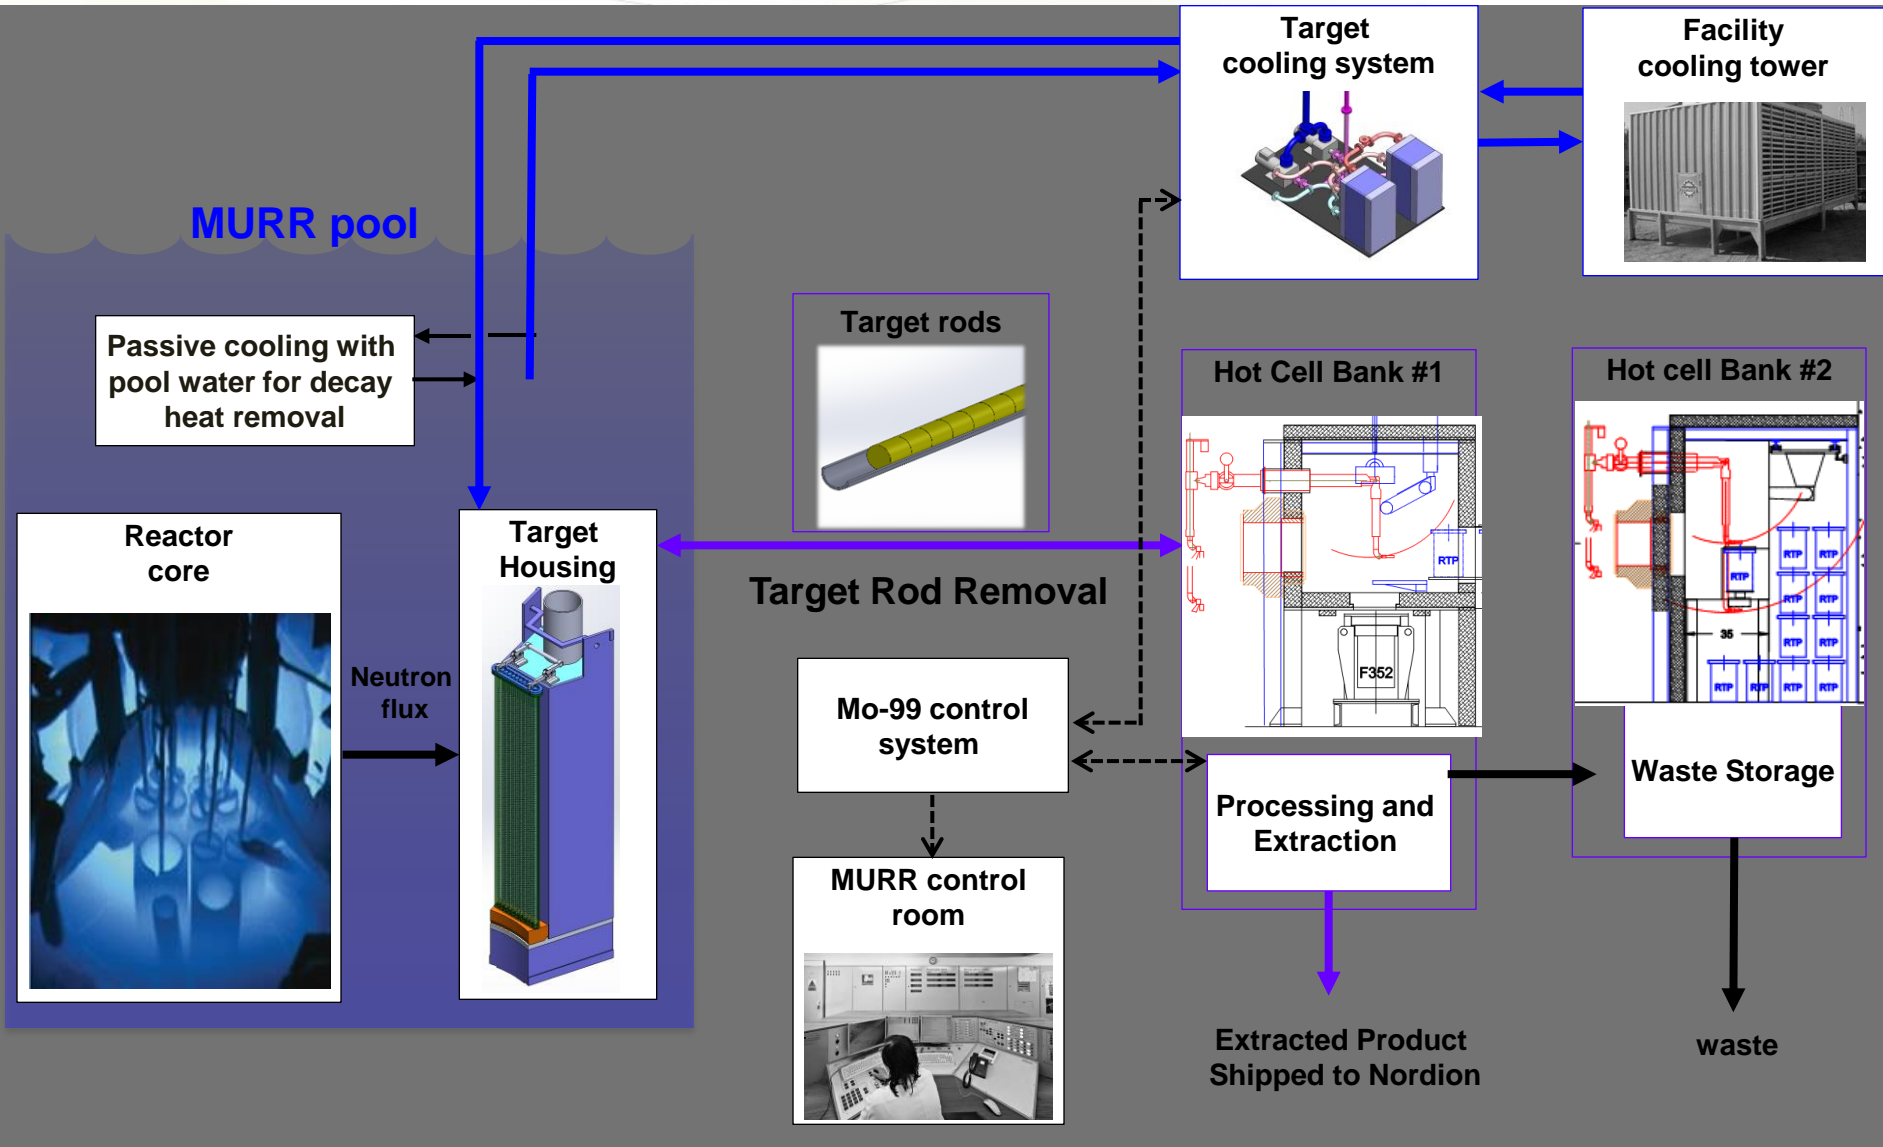 Target
cooling system
Facility
cooling tower
MURR pool
Passive cooling with
pool water for decay
heat removal
Target rods
Hot Cell Bank #1
Hot cell Bank #2
Reactor
core
Target
Housing
Target Rod Removal
Neutron
flux
RTP
F352
RTP
RTP
RTP
RTP
RTP
RTP
RTP
35
RTP
RTP
RTP
RTP
RTP
Mo-99 control
system
Processing and
Extraction
Waste Storage
MURR control
room
Extracted Product
Shipped to Nordion
waste